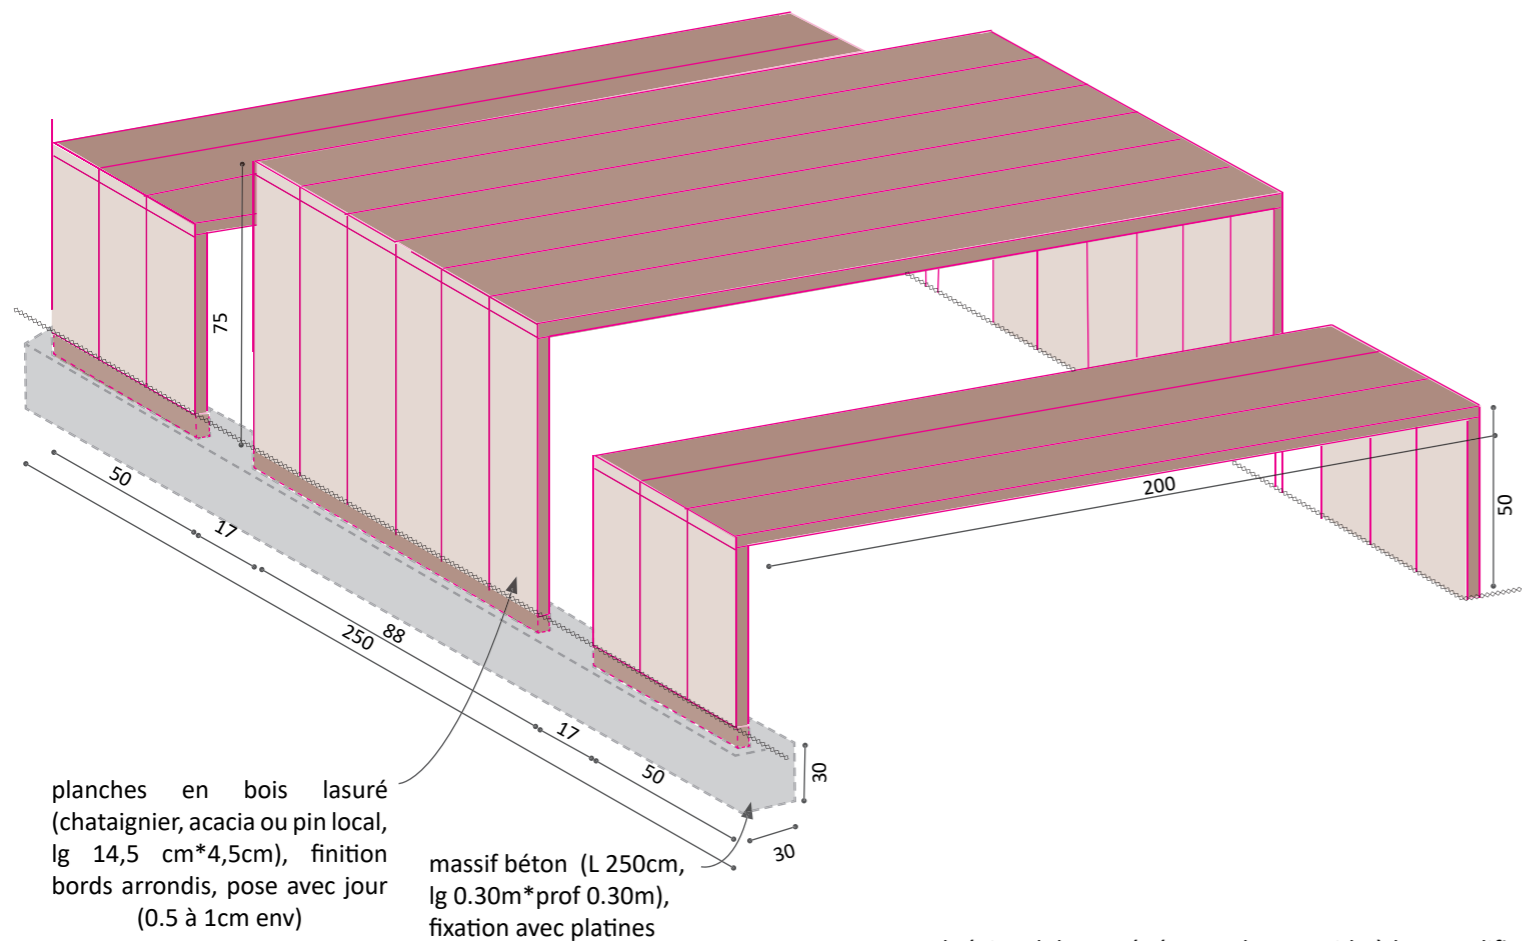 75
50
17
88
250
17
50
200
50
30
30
planches en bois lasuré
(chataignier, acacia ou pin local,
lg 14,5 cm*4,5cm), finition
bords arrondis, pose avec jour
(0.5 à 1cm env)
massif béton (L 250cm,
lg 0.30m*prof 0.30m),
fixation avec platines